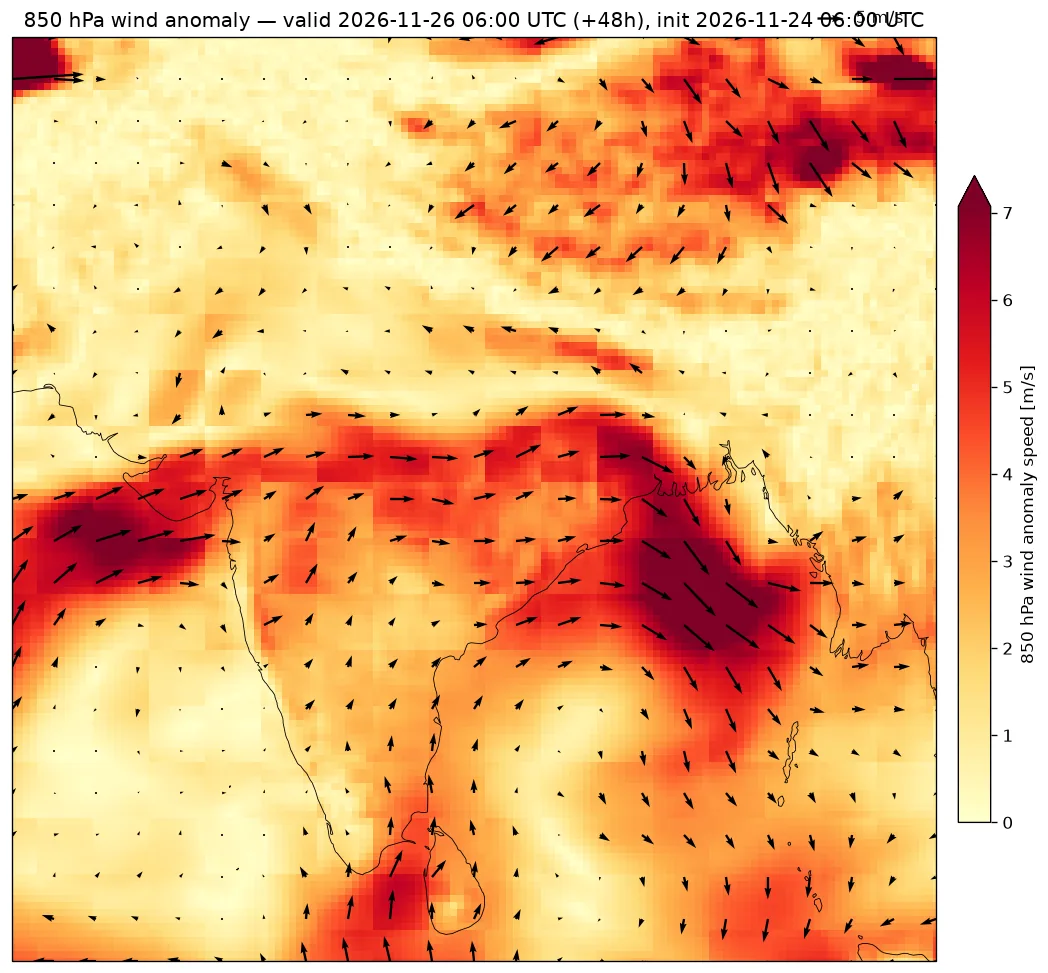 850 hPa wind anomaly — valid 2026-11-26 06:00 UTC (+48h), init 2026-11-24 06:00 UTC
5 m/s
7
6
5
4
3
2
1
0
850 hPa wind anomaly speed [m/s]